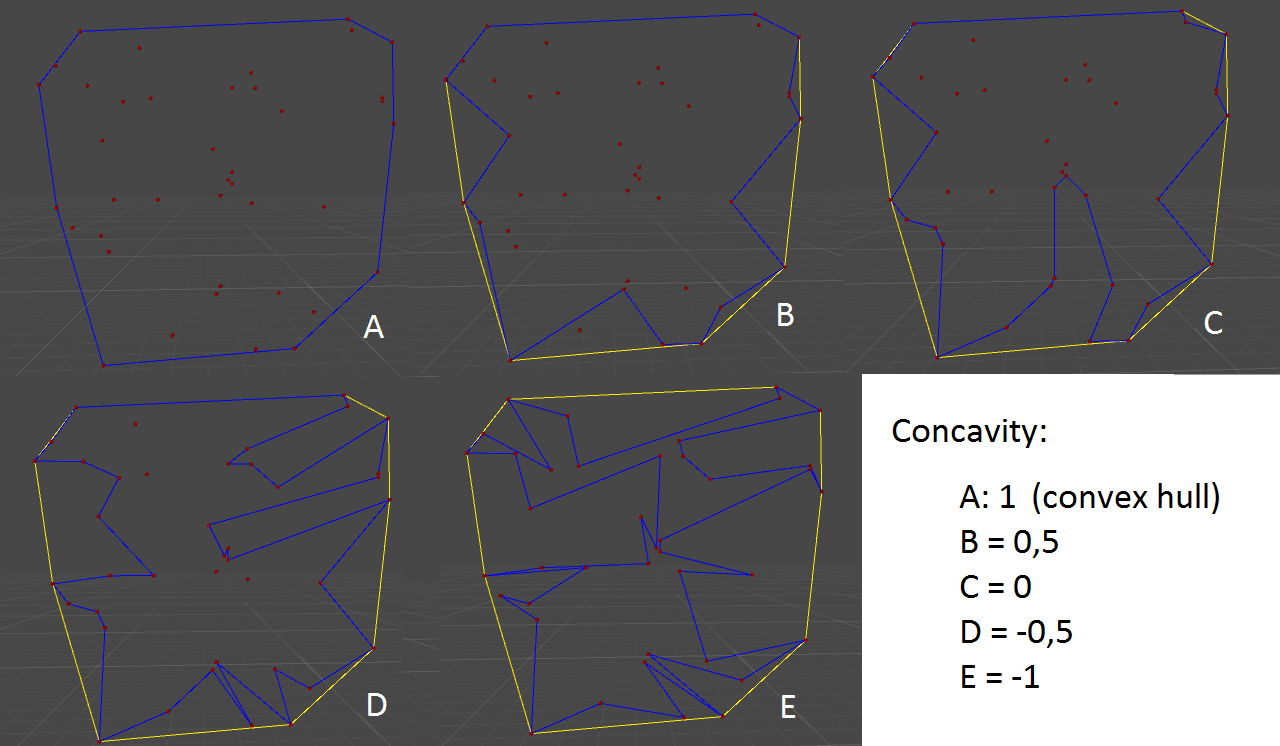 A
B
C
D
E
Concavity:
A: 1 (convex hull)
B = 0,5
C = 0
D = -0,5
E = -1